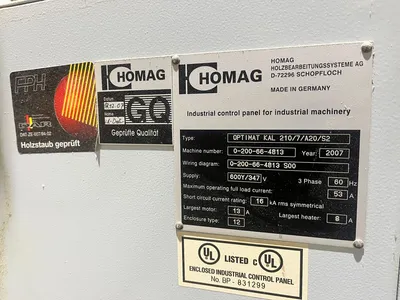 FPH
Holzstaub geprüft
HOMAG
Datum:
Name:
GQ
Geprüfte Qualität
HOMAG
HOMAG
HOLZBEARBEITUNGSSYSTEME AG
D-72296 SCHOPFLOCH
MADE IN GERMANY
Industrial control panel for industrial machinery
Type: OPTIMAT KAL 210/7/A20/S2
Machine number: 0-200-66-4813 Year: 2007
Wiring diagram: 0-200-66-4813 S00
Supply: 600Y/347 V 3 Phase 60 Hz
Maximum operating full load current: 53 A
Short circuit current rating: 16 kA rms symmetrical
Largest motor: 13 A Largest heater: 8 A
Enclosure type: 12
UL LISTED C UL
ENCLOSED INDUSTRIAL CONTROL PANEL
No. BP - 831299